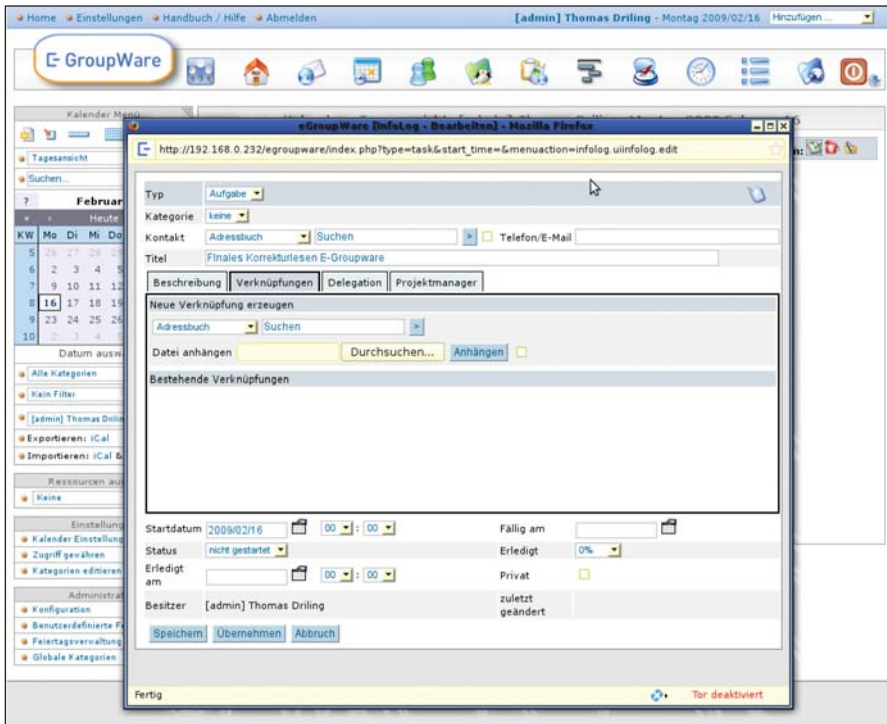 Home Einstellungen Handbuch / Hilfe Abmelden [admin] Thomas Driling - Montag 2009/02/16 Hinzufügen ...
E- GroupWare
Kalender Menü
eGroupWare [InfoLog - Bearbeiten] - Mozilla Firefox
http://192.168.0.232/egroupware/index.php?type=task&start_time=&menuaction=infolog.uiinfolog.edit
Tagesansicht
Suchen...
? Februar
Heute
KW Mo Di Mi Do
5 26 27 28 29
6 2 3 4 5
7 9 10 11 12
8 16 17 18 19
9 23 24 25 26
10 2 3 4 5
Datum ausw
Alle Kategorien
Kein Filter
[admin] Thomas Drilin
Exportieren: iCal
Importieren: iCal &
Ressourcen aus
Keine
Einstellung
Kalender Einstellung
Zugriff gewähren
Kategorien editieren
Administrat
Konfiguration
Benutzerdefinierte F
Feiertagsverwaltung
Globale Kategorien
Typ Aufgabe
Kategorie keine
Kontakt Adressbuch Suchen > Telefon/E-Mail
Titel FInales Korrekturlesen E-Groupware
Beschreibung Verknüpfungen Delegation Projektmanager
Neue Verknüpfung erzeugen
Adressbuch Suchen >
Datei anhängen Durchsuchen... Anhängen
Bestehende Verknüpfungen
Startdatum 2009/02/16 00 : 00 Fällig am
Status nicht gestartet Erledigt 0%
Erledigt am 00 : 00 Privat
Besitzer [admin] Thomas Driling zuletzt geändert
Speichern Übernehmen Abbruch
Fertig Tor deaktiviert